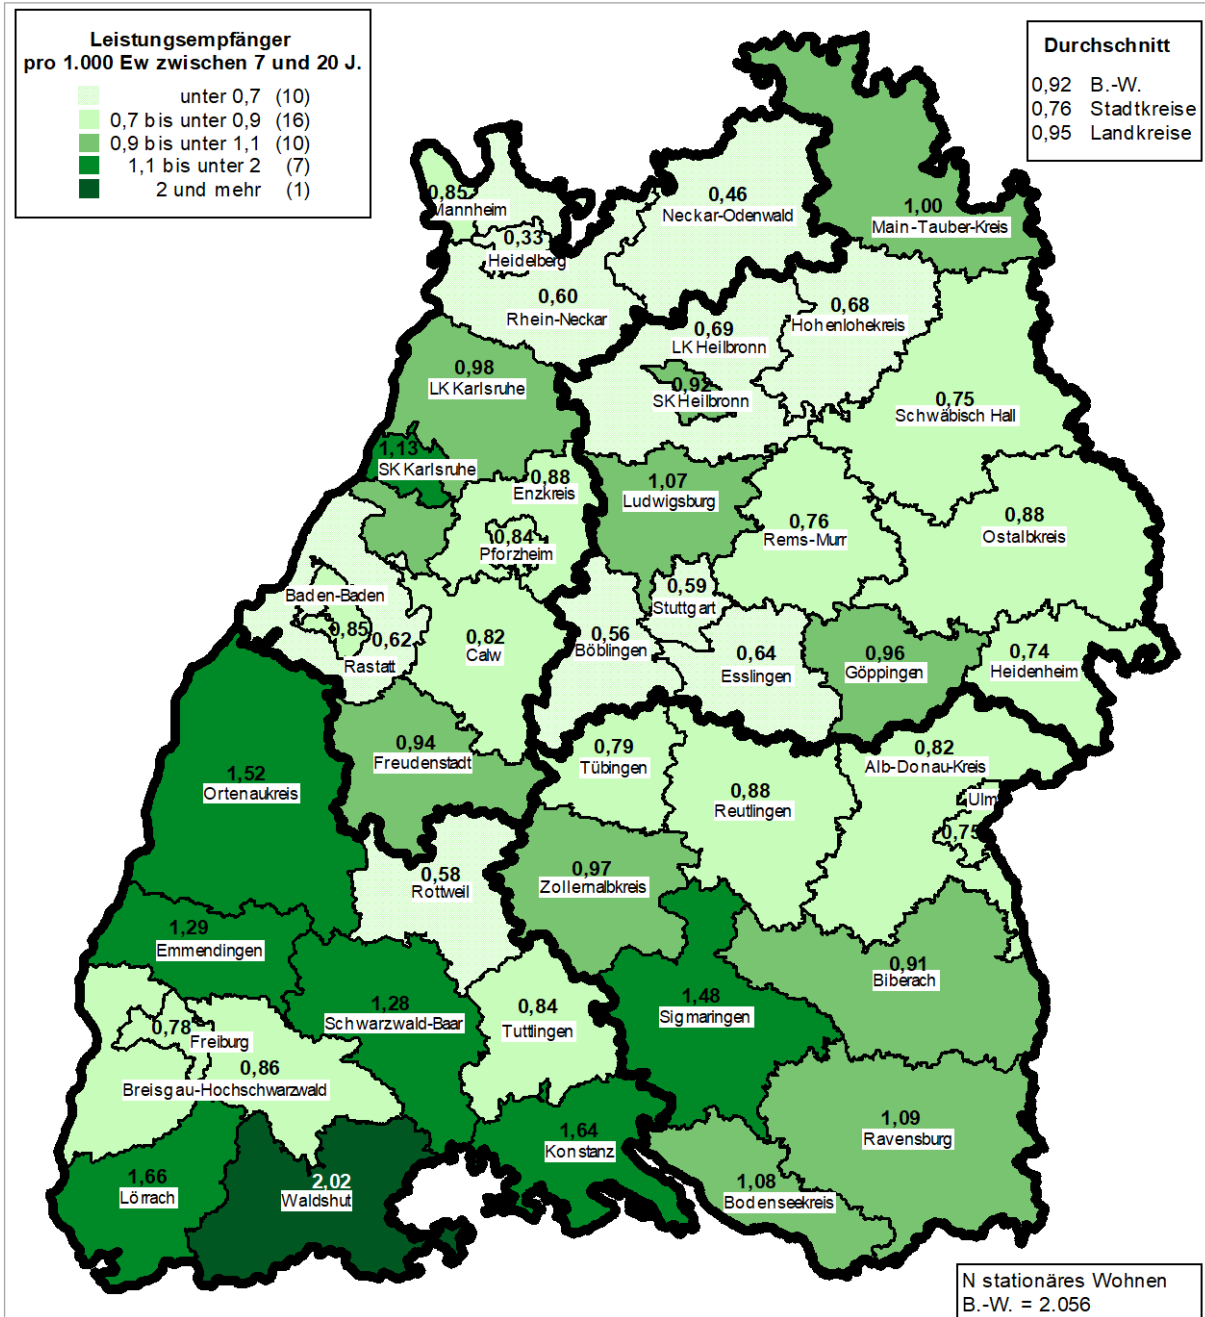 Leistungsempfänger
pro 1.000 Ew zwischen 7 und 20 J.
unter 0,7 (10)
0,7 bis unter 0,9 (16)
0,9 bis unter 1,1 (10)
1,1 bis unter 2 (7)
2 und mehr (1)
Durchschnitt
0,92 B.-W.
0,76 Stadtkreise
0,95 Landkreise
0,85
Mannheim
0,46
Neckar-Odenwald
1,00
Main-Tauber-Kreis
0,33
Heidelberg
0,60
Rhein-Neckar
0,69
LK Heilbronn
0,68
Hohenlohekreis
0,98
LK Karlsruhe
0,92
SK Heilbronn
0,75
Schwäbisch Hall
1,13
SK Karlsruhe
0,88
Enzkreis
1,07
Ludwigsburg
0,76
Rems-Murr
0,88
Ostalbkreis
0,84
Pforzheim
Baden-Baden
0,85
0,62
Rastatt
0,82
Calw
0,59
Stuttgart
0,56
Böblingen
0,64
Esslingen
0,96
Göppingen
0,74
Heidenheim
0,94
Freudenstadt
0,79
Tübingen
0,82
Alb-Donau-Kreis
1,52
Ortenaukreis
0,88
Reutlingen
Ulm
0,75
0,58
Rottweil
0,97
Zollernalbkreis
1,29
Emmendingen
0,91
Biberach
1,28
Schwarzwald-Baar
0,84
Tuttlingen
1,48
Sigmaringen
0,78
Freiburg
0,86
Breisgau-Hochschwarzwald
1,09
Ravensburg
1,64
Konstanz
1,66
Lörrach
2,02
Waldshut
1,08
Bodenseekreis
N stationäres Wohnen
B.-W. = 2.056